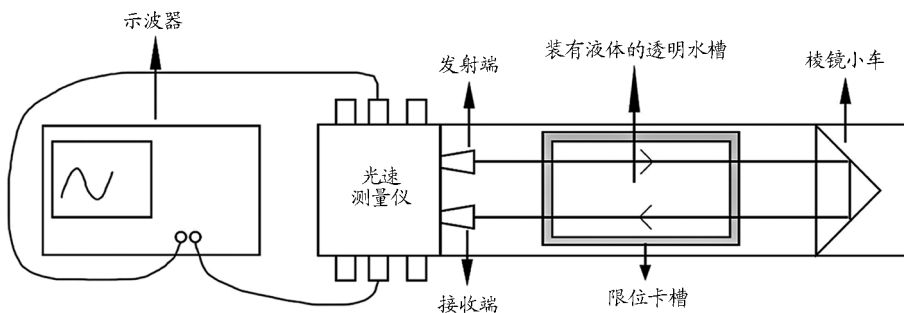 示波器
发射端
装有液体的透明水槽
棱镜小车
光速
测量仪
接收端
限位卡槽